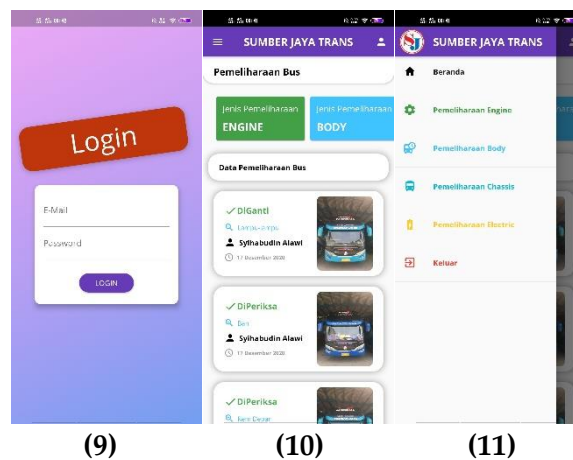 Login
E-Mail
Password
LOGIN
(9)
SUMBER JAYA TRANS
Pemeliharaan Bus
Jenis Pemeliharaan
ENGINE
Jenis Pemeliharaan
BODY
Data Pemeliharaan Bus
DiGanti
Syihabudin Alawi
17 Desember 2020
DiPeriksa
Ban
Syihabudin Alawi
17 Desember 2020
DiPeriksa
(10)
SJ
SUMBER JAYA TRANS
Beranda
Pemeliharaan Engine
Pemeliharaan Body
Pemeliharaan Chassis
Pemeliharaan Electric
Keluar
(11)